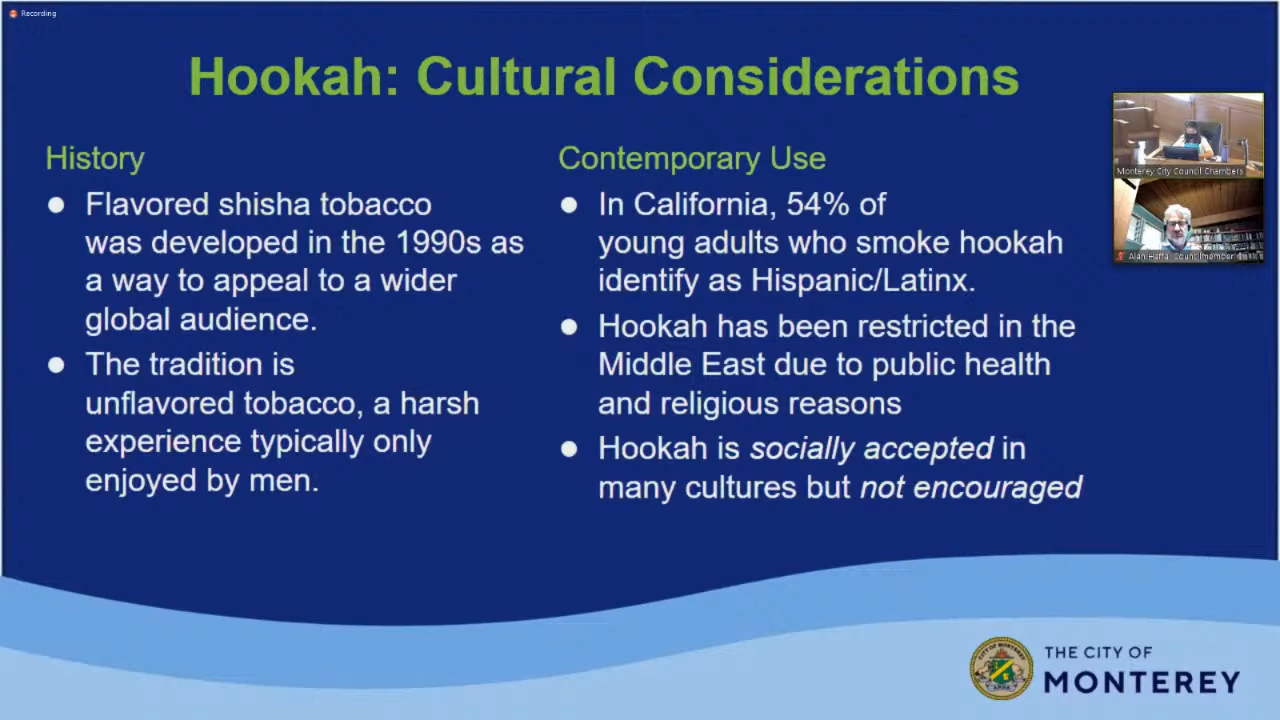 Recording
Hookah: Cultural Considerations
History
Flavored shisha tobacco
was developed in the 1990s as
a way to appeal to a wider
global audience.
The tradition is
unflavored tobacco, a harsh
experience typically only
enjoyed by men.
Contemporary Use
In California, 54% of
young adults who smoke hookah
identify as Hispanic/Latinx.
Hookah has been restricted in the
Middle East due to public health
and religious reasons
Hookah is socially accepted in
many cultures but not encouraged
Monterey City Council Chambers
Alan Haffa, Councilmember
THE CITY OF
MONTEREY